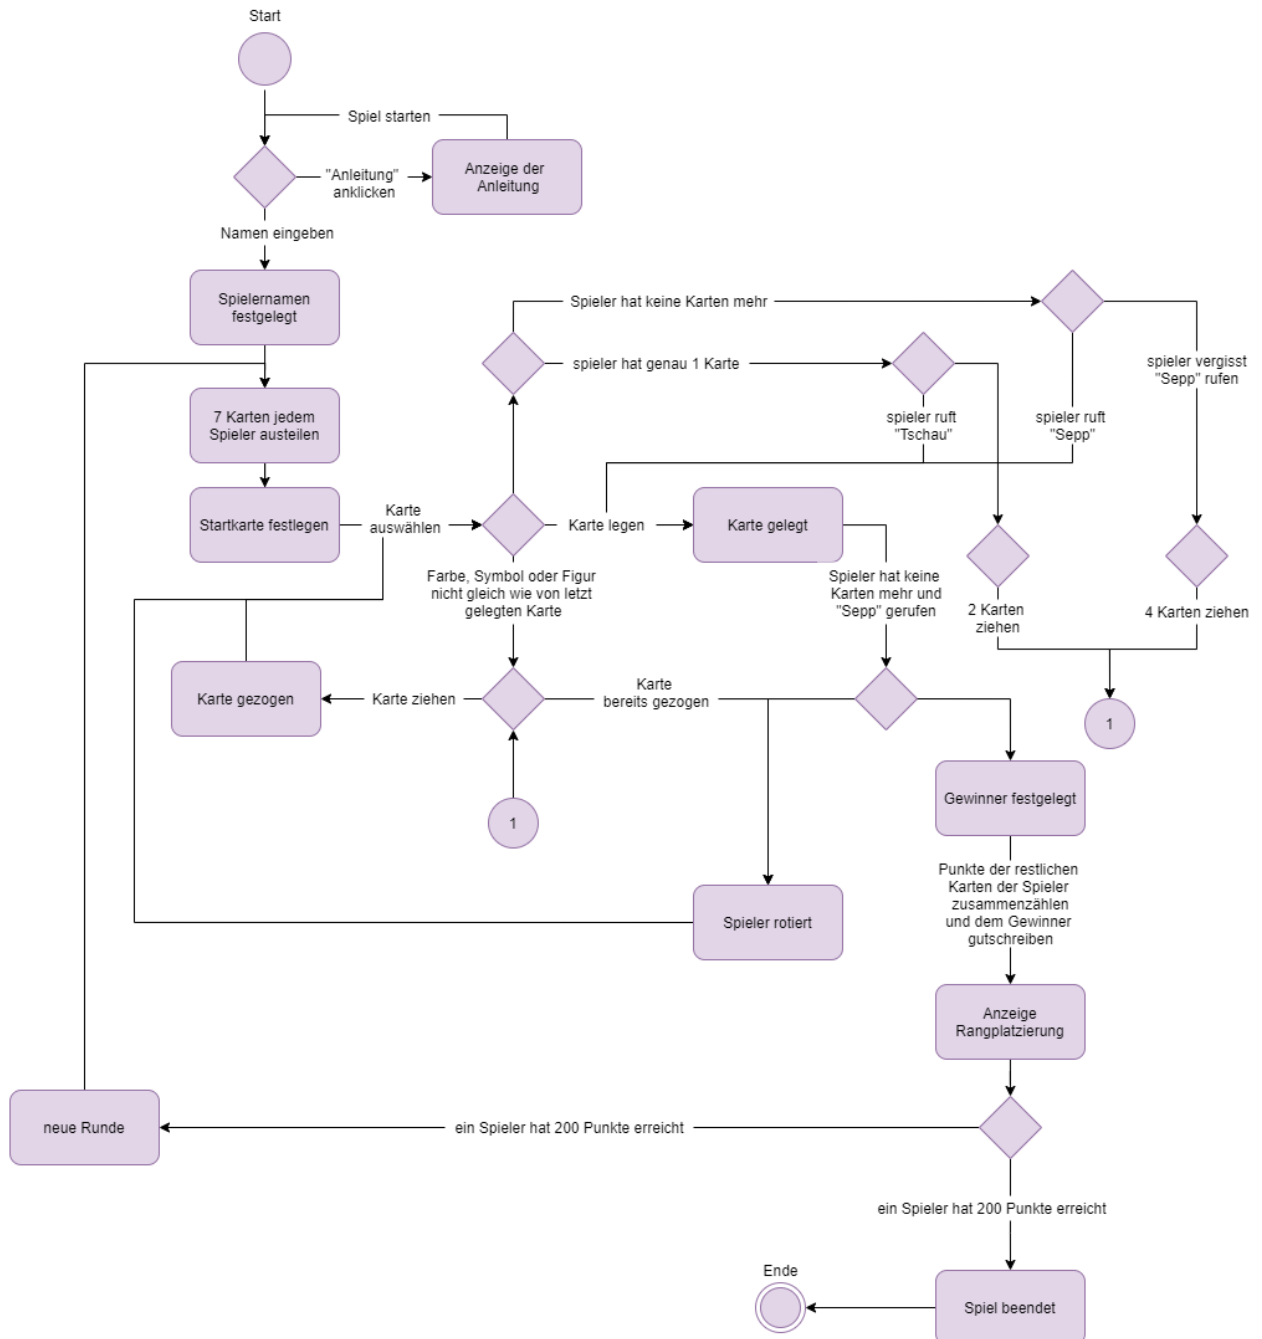 Start
Spiel starten
"Anleitung"
anklicken
Anzeige der
Anleitung
Namen eingeben
Spielernamen
festgelegt
Spieler hat keine Karten mehr
spieler hat genau 1 Karte
spieler vergisst
"Sepp" rufen
7 Karten jedem
Spieler austeilen
spieler ruft
"Tschau"
spieler ruft
"Sepp"
Startkarte festlegen
Karte
auswählen
Karte legen
Karte gelegt
Farbe, Symbol oder Figur
nicht gleich wie von letzt
gelegten Karte
Spieler hat keine
Karten mehr und
"Sepp" gerufen
2 Karten
ziehen
4 Karten ziehen
Karte gezogen
Karte ziehen
Karte
bereits gezogen
1
1
Gewinner festgelegt
Punkte der restlichen
Karten der Spieler
zusammenzählen
und dem Gewinner
gutschreiben
Spieler rotiert
Anzeige
Rangplatzierung
neue Runde
ein Spieler hat 200 Punkte erreicht
ein Spieler hat 200 Punkte erreicht
Ende
Spiel beendet